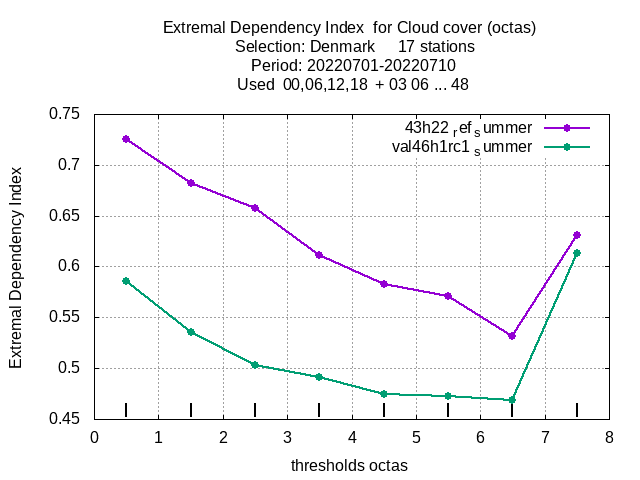 Extremal Dependency Index  for Cloud cover (octas)
Selection: Denmark     17 stations
Period: 20220701-20220710
Used  00,06,12,18  + 03 06 ... 48
0.75
0.7
0.65
0.6
0.55
0.5
0.45
Extremal Dependency Index
43h22 ref summer
val46h1rc1 summer
0 1 2 3 4 5 6 7 8
thresholds octas